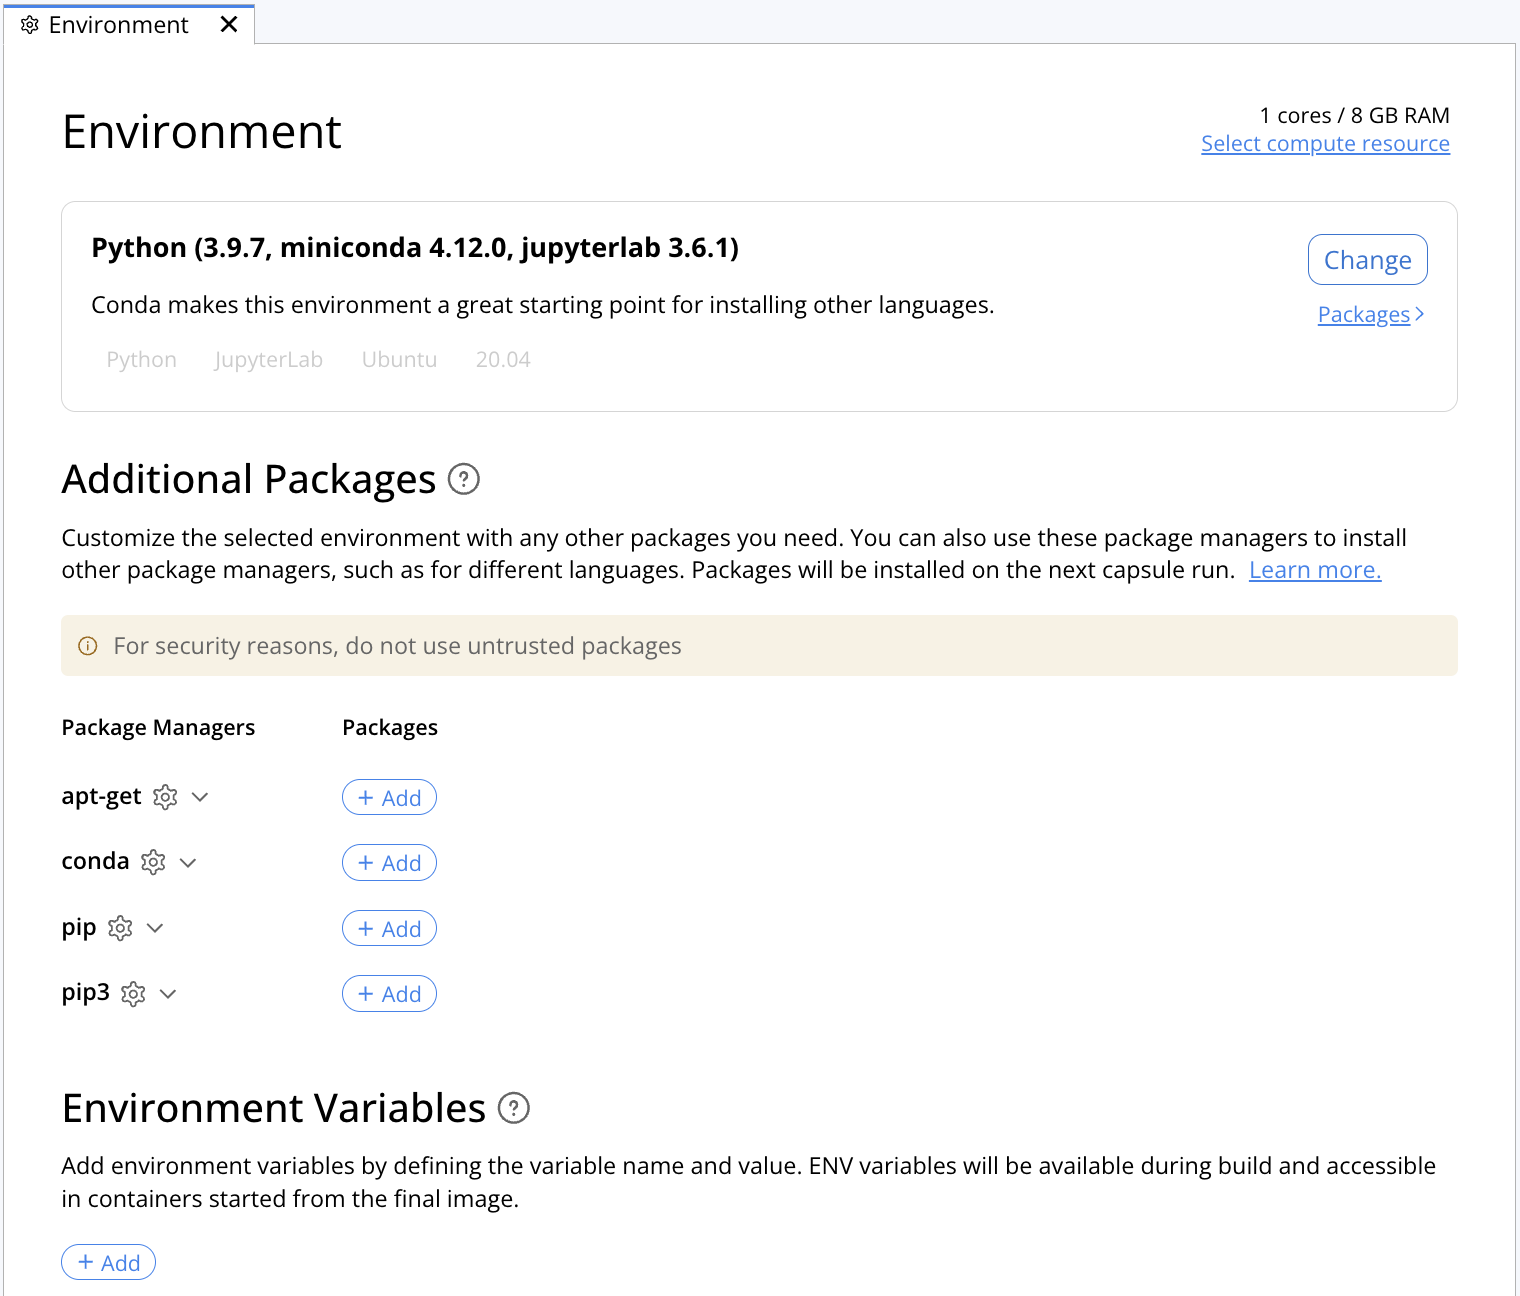 Environment
Environment
1 cores / 8 GB RAM
Select compute resource
Python (3.9.7, miniconda 4.12.0, jupyterlab 3.6.1)
Change
Conda makes this environment a great starting point for installing other languages.
Packages
Python JupyterLab Ubuntu 20.04
Additional Packages ?
Customize the selected environment with any other packages you need. You can also use these package managers to install
other package managers, such as for different languages. Packages will be installed on the next capsule run. Learn more.
For security reasons, do not use untrusted packages
Package Managers Packages
apt-get + Add
conda + Add
pip + Add
pip3 + Add
Environment Variables ?
Add environment variables by defining the variable name and value. ENV variables will be available during build and accessible
in containers started from the final image.
+ Add